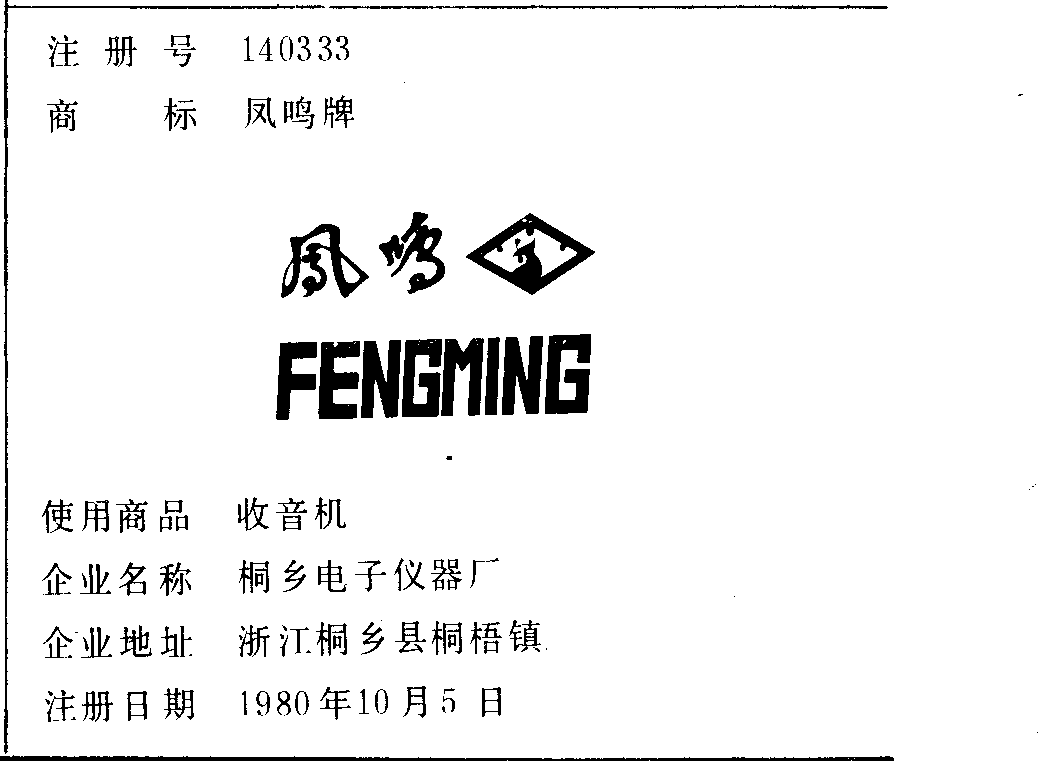 注册号 140333
商标 凤鸣牌
凤鸣
FENGMING
使用商品 收音机
企业名称 桐乡电子仪器厂
企业地址 浙江桐乡县桐梧镇
注册日期 1980年10月5日